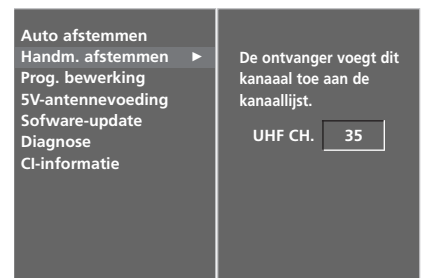 Auto afstemmen
Handm. afstemmen ►
Prog. bewerking
5V-antennevoeding
Sofware-update
Diagnose
CI-informatie
De ontvanger voegt dit
kanaaal toe aan de
kanaallijst.
UHF CH. 35